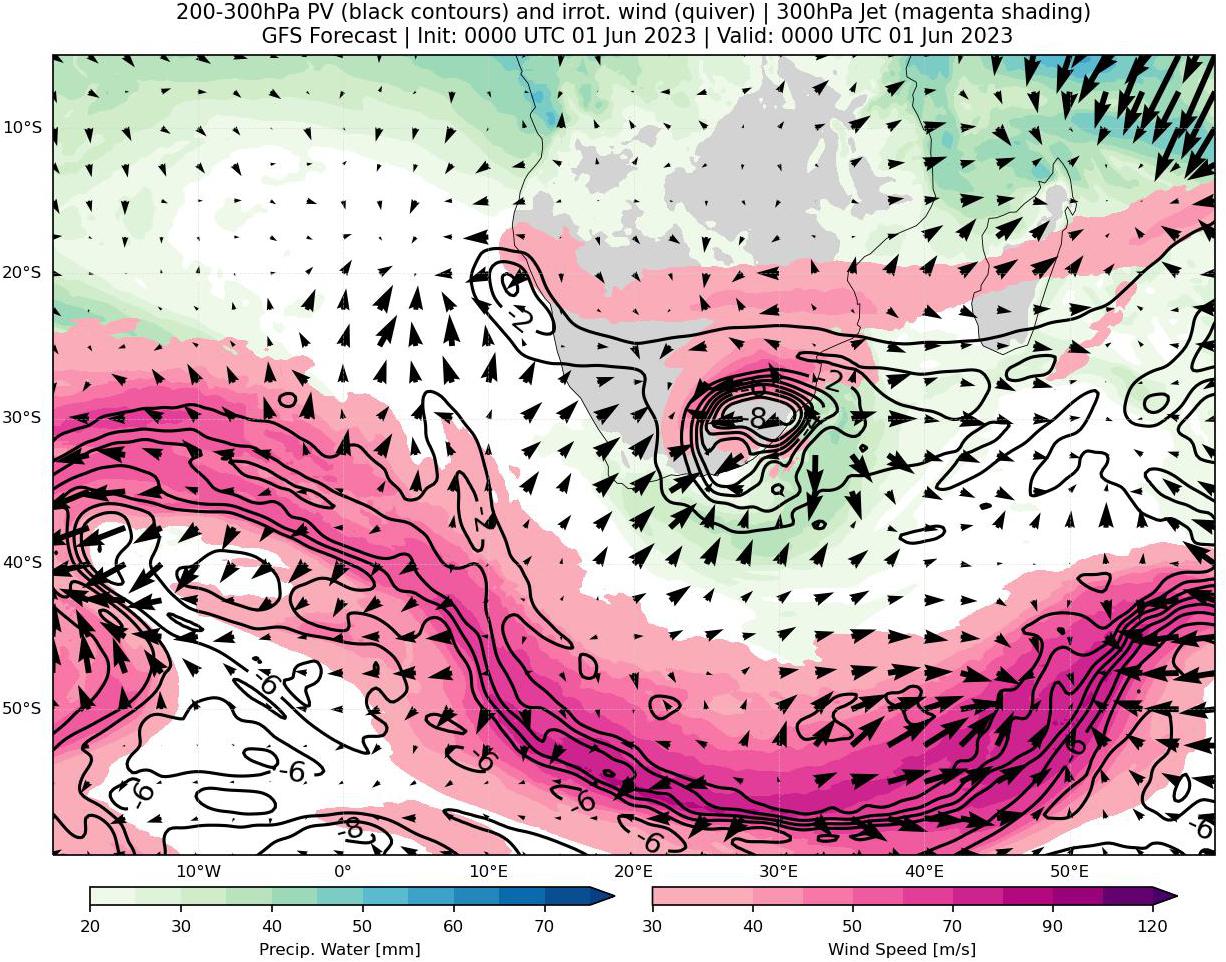 200-300hPa PV (black contours) and irrot. wind (quiver) | 300hPa Jet (magenta shading)
GFS Forecast | Init: 0000 UTC 01 Jun 2023 | Valid: 0000 UTC 01 Jun 2023
10°S
20°S
-2
-2
30°S
-8
-2
40°S
-6
50°S
-6
-6
-6
-6
-6
-8
-6
-6
10°W 0° 10°E 20°E 30°E 40°E 50°E
20 30 40 50 60 70
30 40 50 60 70 80 90 120
Precip. Water [mm]
Wind Speed [m/s]